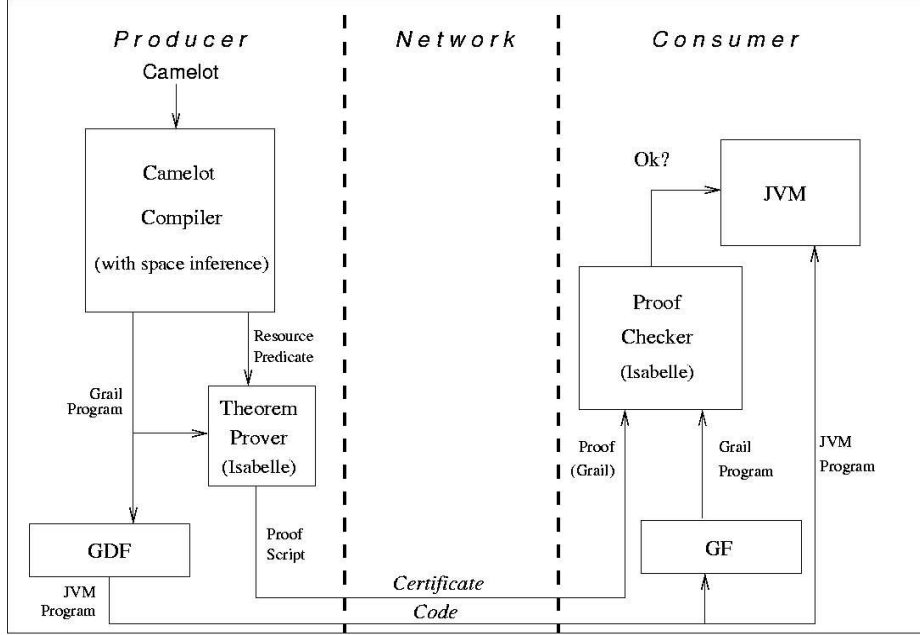 Producer
Network
Consumer
Camelot
Camelot
Compiler
(with space inference)
Resource
Predicate
Grail
Program
Theorem
Prover
(Isabelle)
GDF
Proof
Script
JVM
Program
Certificate
Code
Ok?
JVM
Proof
Checker
(Isabelle)
Proof
(Grail)
Grail
Program
JVM
Program
GF